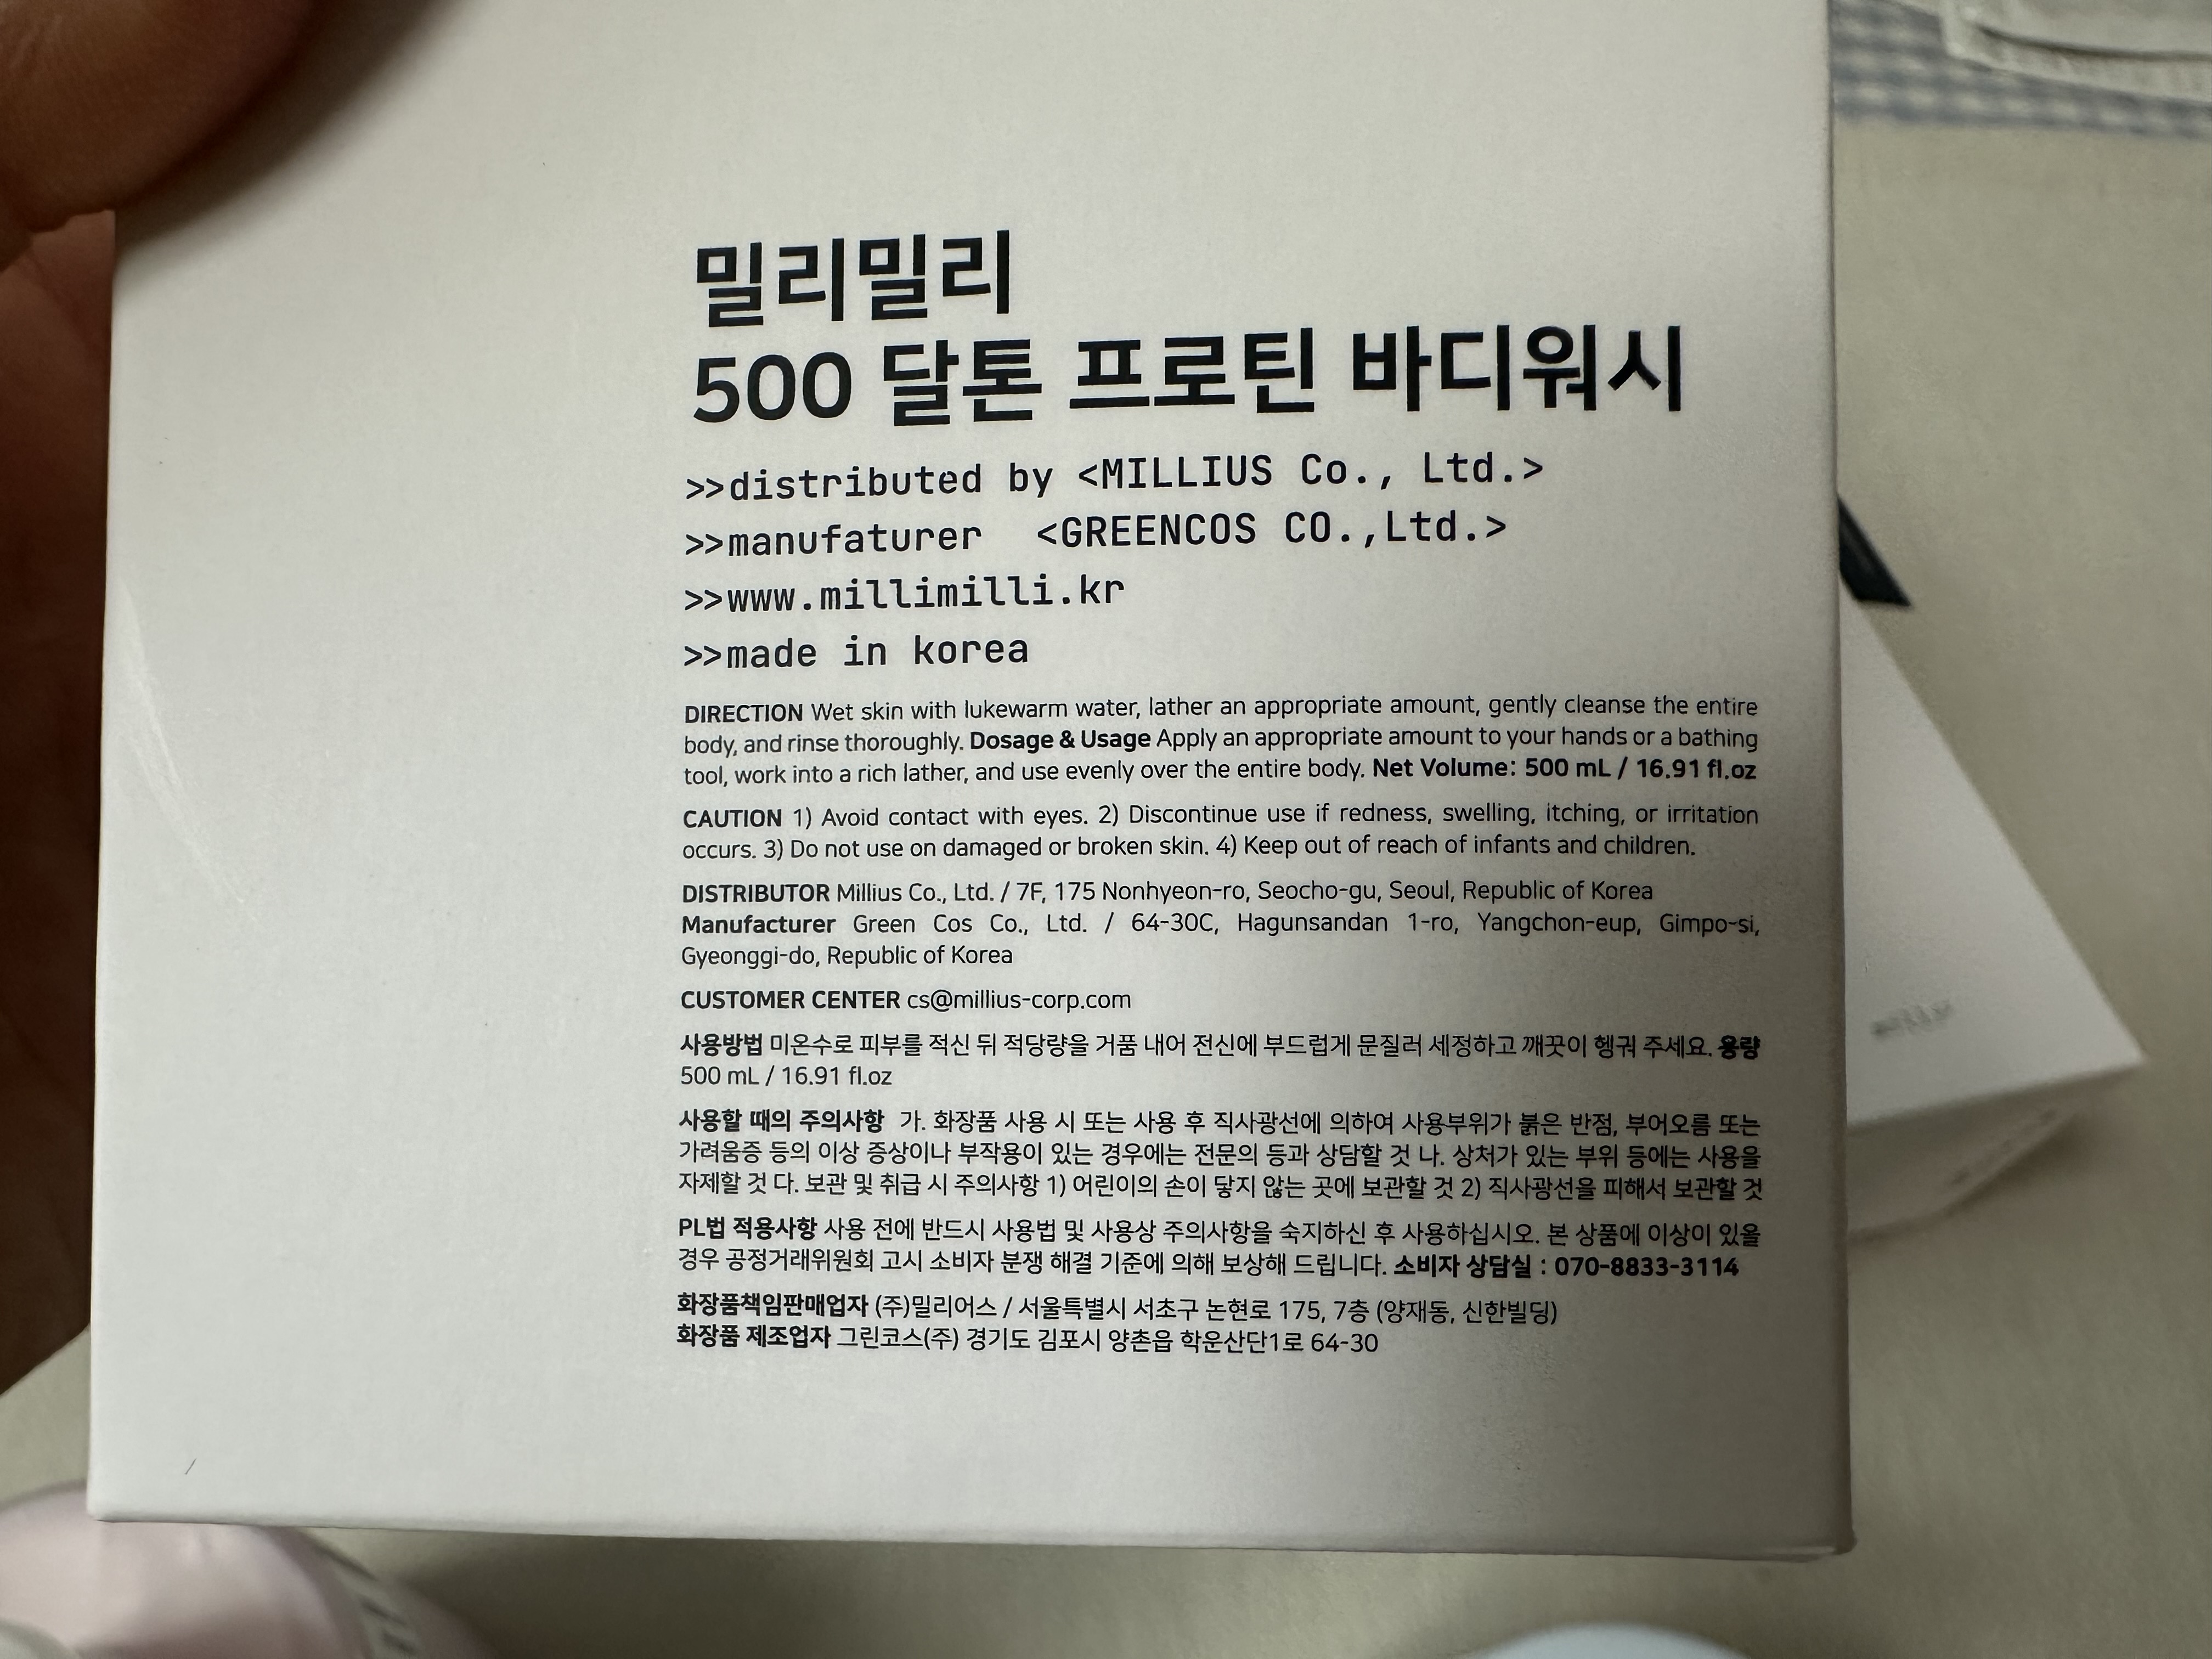 밀리밀리
500 달톤 프로틴 바디워시
>>distributed by <MILLIUS Co., Ltd.>
>>manufaturer <GREENCOS CO.,Ltd.>
>>www.millimilli.kr
>>made in korea
DIRECTION Wet skin with lukewarm water, lather an appropriate amount, gently cleanse the entire
body, and rinse thoroughly. Dosage & Usage Apply an appropriate amount to your hands or a bathing
tool, work into a rich lather, and use evenly over the entire body. Net Volume: 500 mL / 16.91 fl.oz
CAUTION 1) Avoid contact with eyes. 2) Discontinue use if redness, swelling, itching, or irritation
occurs. 3) Do not use on damaged or broken skin. 4) Keep out of reach of infants and children.
DISTRIBUTOR Millius Co., Ltd. / 7F, 175 Nonhyeon-ro, Seocho-gu, Seoul, Republic of Korea
Manufacturer Green Cos Co., Ltd. / 64-30C, Hagunsandan 1-ro, Yangchon-eup, Gimpo-si,
Gyeonggi-do, Republic of Korea
CUSTOMER CENTER cs@millius-corp.com
사용방법 미온수로 피부를 적신 뒤 적당량을 거품 내어 전신에 부드럽게 문질러 세정하고 깨끗이 헹궈 주세요. 용량
500 mL / 16.91 fl.oz
사용할 때의 주의사항 가. 화장품 사용 시 또는 사용 후 직사광선에 의하여 사용부위가 붉은 반점, 부어오름 또는
가려움증 등의 이상 증상이나 부작용이 있는 경우에는 전문의 등과 상담할 것 나. 상처가 있는 부위 등에는 사용을
자제할 것 다. 보관 및 취급 시 주의사항 1) 어린이의 손이 닿지 않는 곳에 보관할 것 2) 직사광선을 피해서 보관할 것
PL법 적용사항 사용 전에 반드시 사용법 및 사용상 주의사항을 숙지하신 후 사용하십시오. 본 상품에 이상이 있을
경우 공정거래위원회 고시 소비자 분쟁 해결 기준에 의해 보상해 드립니다. 소비자 상담실 : 070-8833-3114
화장품책임판매업자 (주)밀리어스 / 서울특별시 서초구 논현로 175, 7층 (양재동, 신한빌딩)
화장품 제조업자 그린코스(주) 경기도 김포시 양촌읍 학운산단1로 64-30